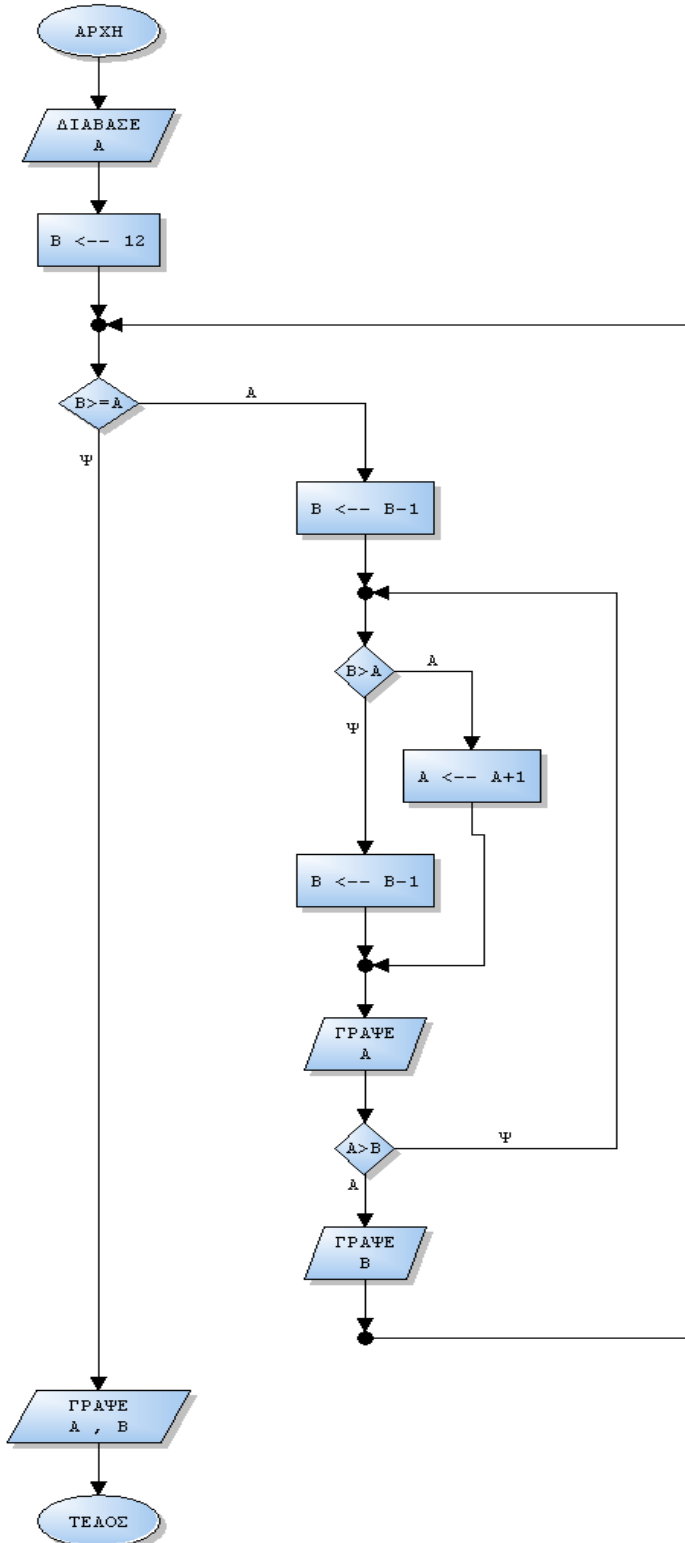 ΑΡΧΗ
ΔΙΑΒΑΣΕ
Α
Β <-- 12
Β>=Α
Α
Ψ
Β <-- Β-1
Β>Α
Α
Ψ
Α <-- Α+1
Β <-- Β-1
ΓΡΑΨΕ
Α
Α>Β
Ψ
Α
ΓΡΑΨΕ
Β
ΓΡΑΨΕ
Α , Β
ΤΕΛΟΣ